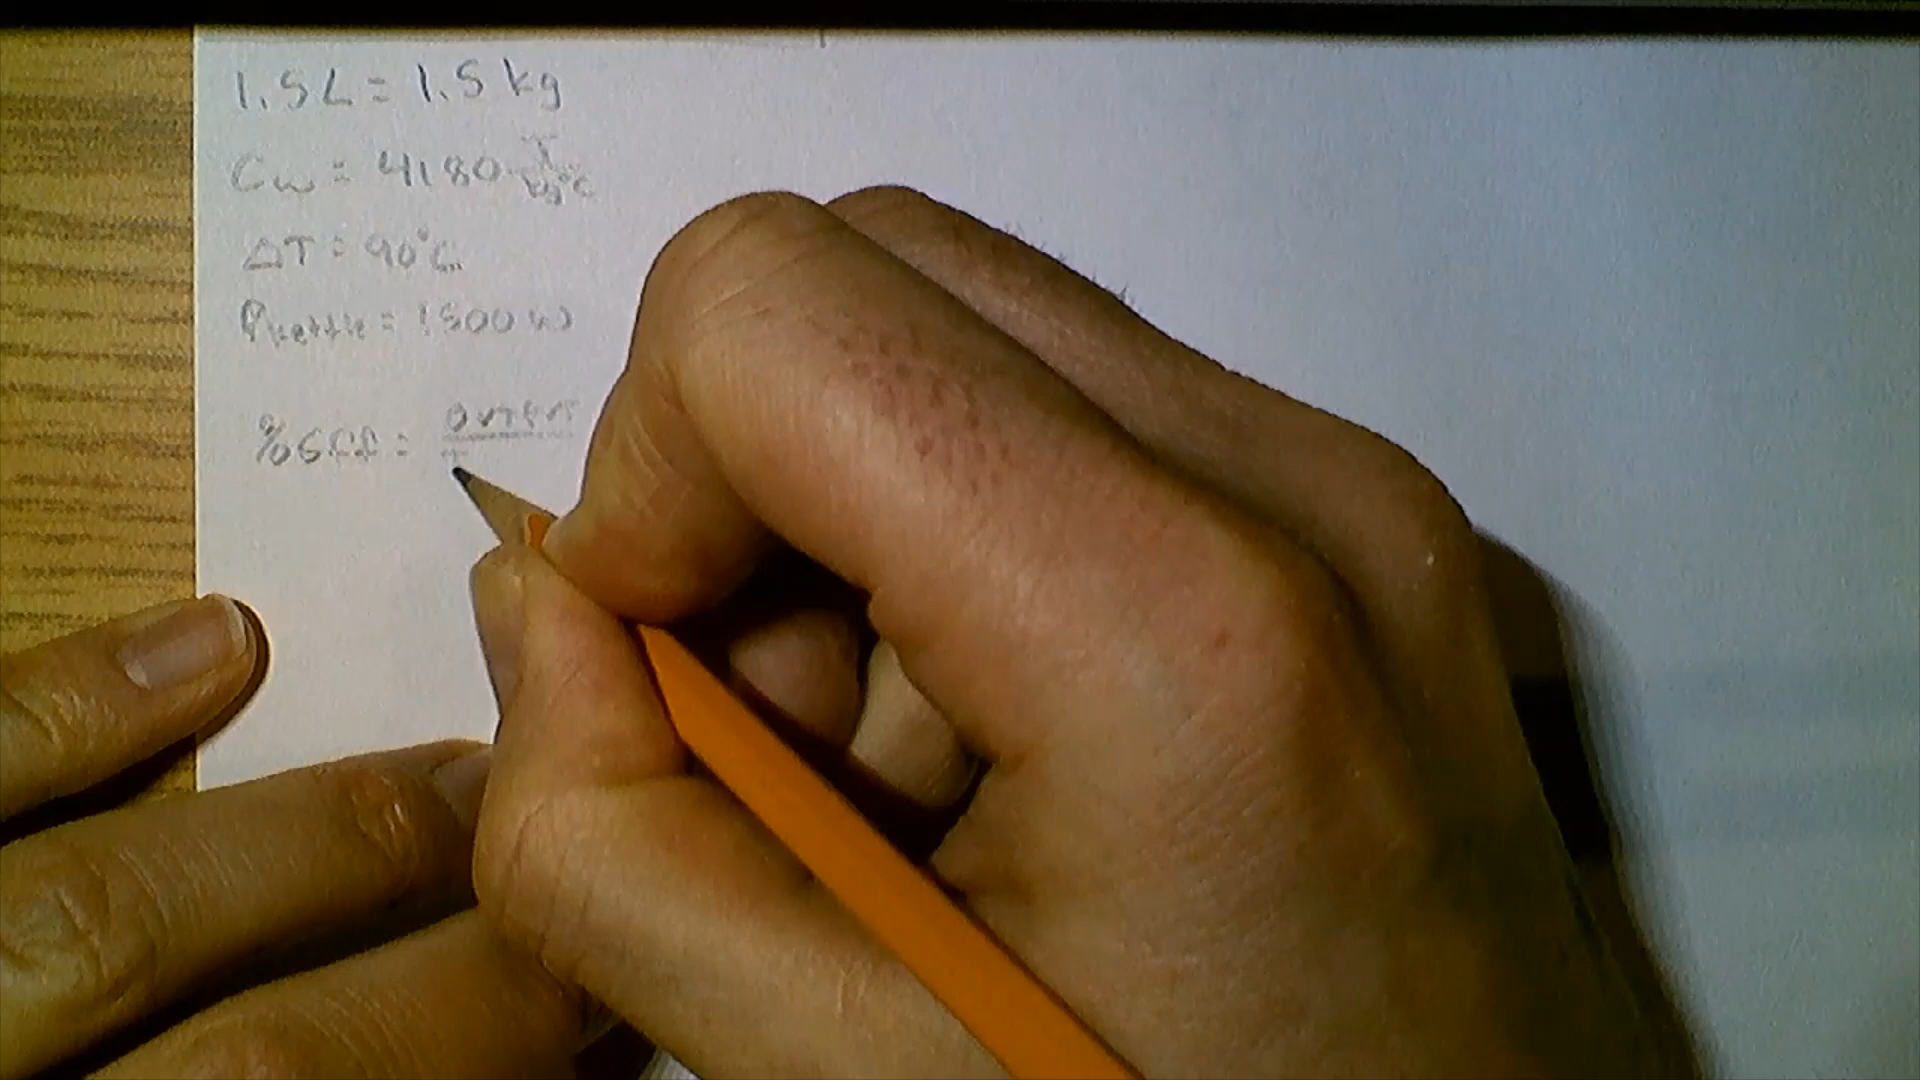 1.5L = 1.5 kg
Cw = 4180 J/kg°C
ΔT = 90°C
Pkettle = 1500 W
%eff = OUTPUT
I